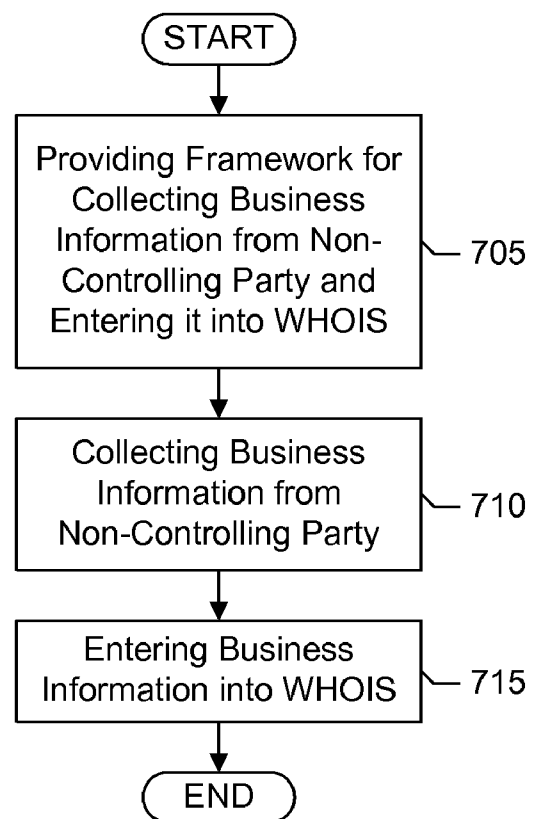 START
Providing Framework for
Collecting Business
Information from Non-
Controlling Party and
Entering it into WHOIS
705
Collecting Business
Information from
Non-Controlling Party
710
Entering Business
Information into WHOIS
715
END